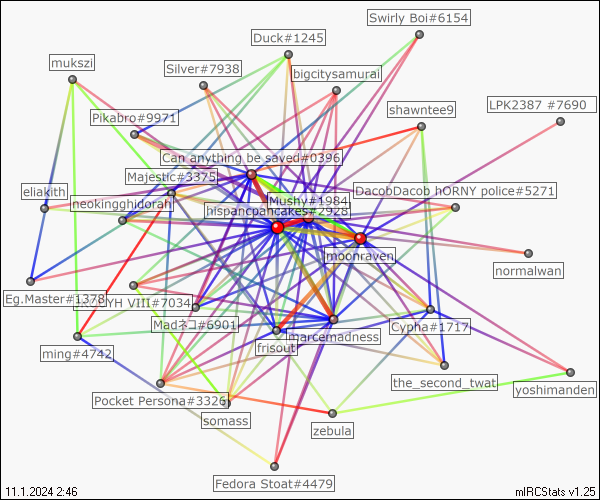 Swirly Boi#6154
Duck#1245
mukszi
Silver#7938
bigcitysamurai
LPK2387 #7690
shawntee9
Pikabro#9971
Can anything be saved#0396
Majestic#3375
DacobDacob hORNY police#5271
eliakith
Mushy#1984
neokingghidorah
hispancpancakes#2928
moonraven
normalwan
Eg.Master#1378
VIII#7034
Madネコ#6901
Cypha#1717
marcemadness
frisout
ming#4742
the_second_twat
yoshimanden
Pocket Persona#3326
somass
zebula
Fedora Stoat#4479
11.1.2024 2:46
mIRCStats v1.25